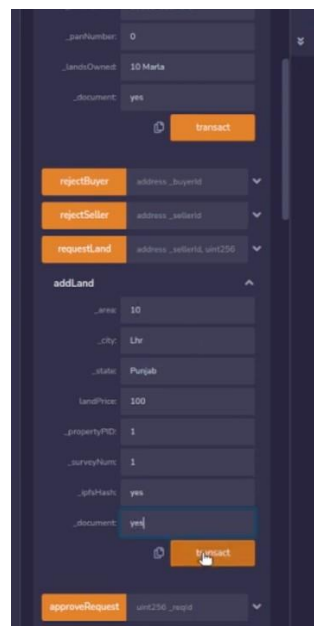 _panNumber: 0
_landsOwned: 10 Marla
_document: yes
transact
rejectBuyer address _buyerId
rejectSeller address _sellerId
requestLand address _sellerId, uint256
addLand
_area: 10
_city: Lhr
_state: Punjab
landPrice: 100
_propertyPID: 1
_surveyNum: 1
_ipfsHash: yes
_document: yes
transact
approveRequest uint256 _reqId